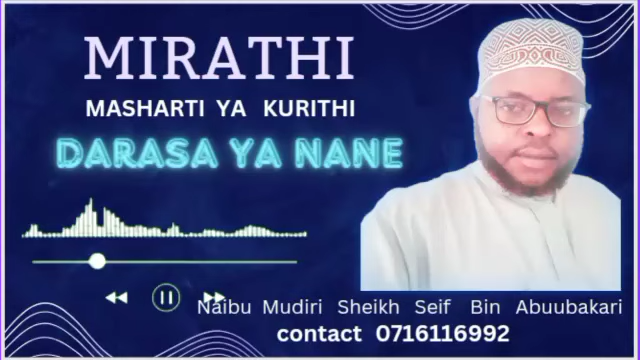 MIRATHI
MASHARTI YA KURITHI
DARASA YA NANE
Naibu Mudiri Sheikh Seif Bin Abuubakari
contact 0716116992